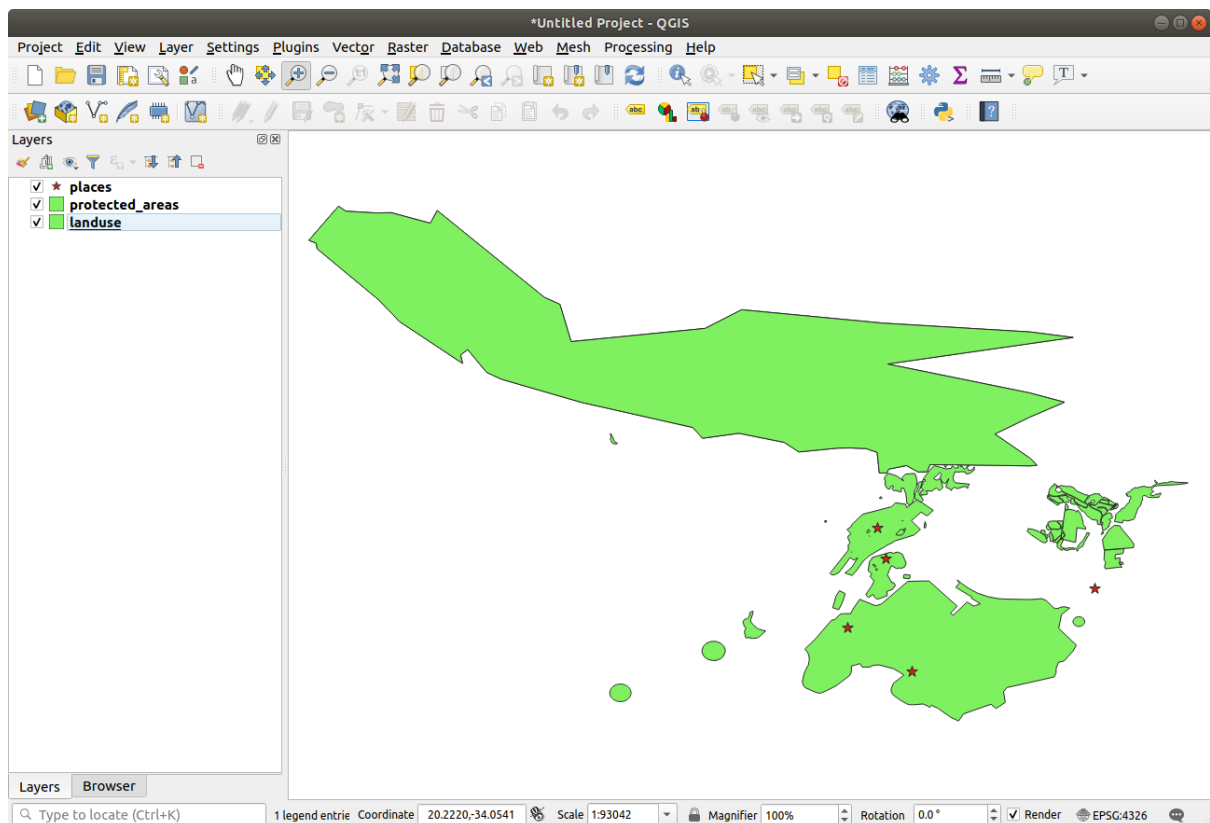 *Untitled Project - QGIS
Project Edit View Layer Settings Plugins Vector Raster Database Web Mesh Processing Help
Layers
places
protected_areas
landuse
Layers Browser
Type to locate (Ctrl+K) 1 legend entrie Coordinate 20.2220,-34.0541 Scale 1:93042 Magnifier 100% Rotation 0.0° Render EPSG:4326